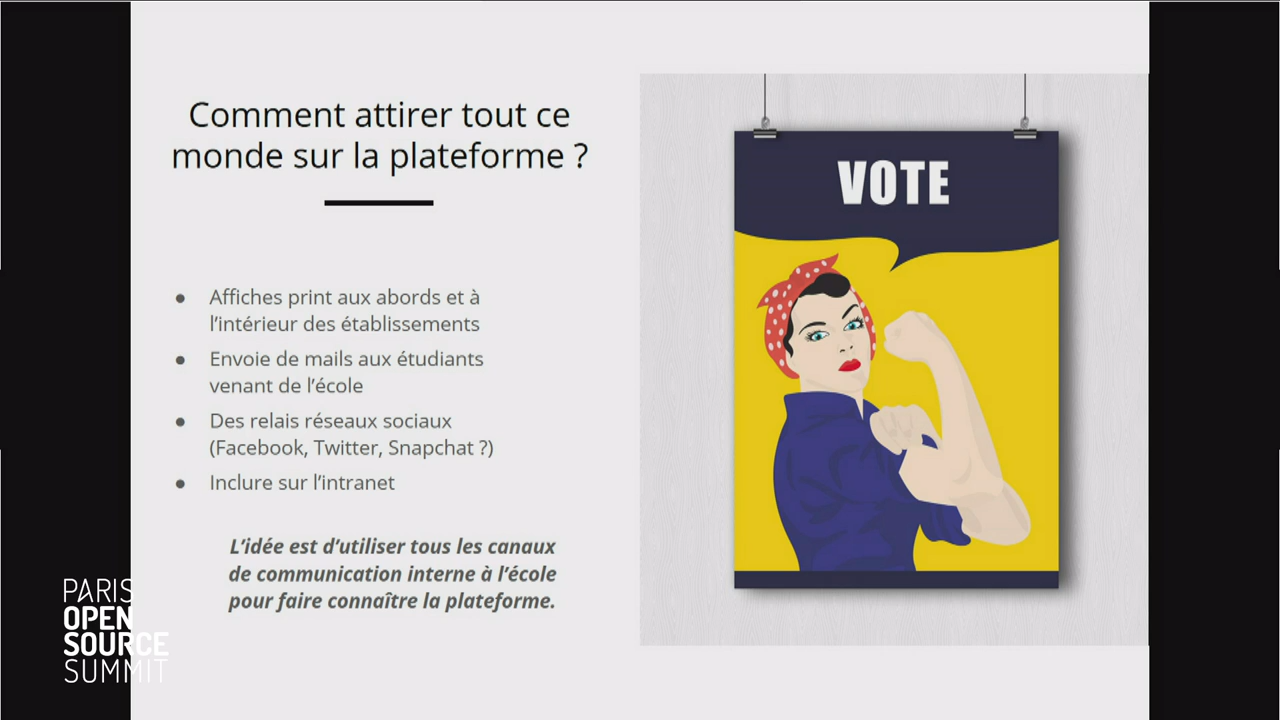 Comment attirer tout ce
monde sur la plateforme ?
● Affiches print aux abords et à
l’intérieur des établissements
● Envoie de mails aux étudiants
venant de l’école
● Des relais réseaux sociaux
(Facebook, Twitter, Snapchat ?)
● Inclure sur l’intranet
L’idée est d’utiliser tous les canaux
de communication interne à l’école
pour faire connaître la plateforme.
VOTE
PARIS
OPEN
SOURCE
SUMMIT